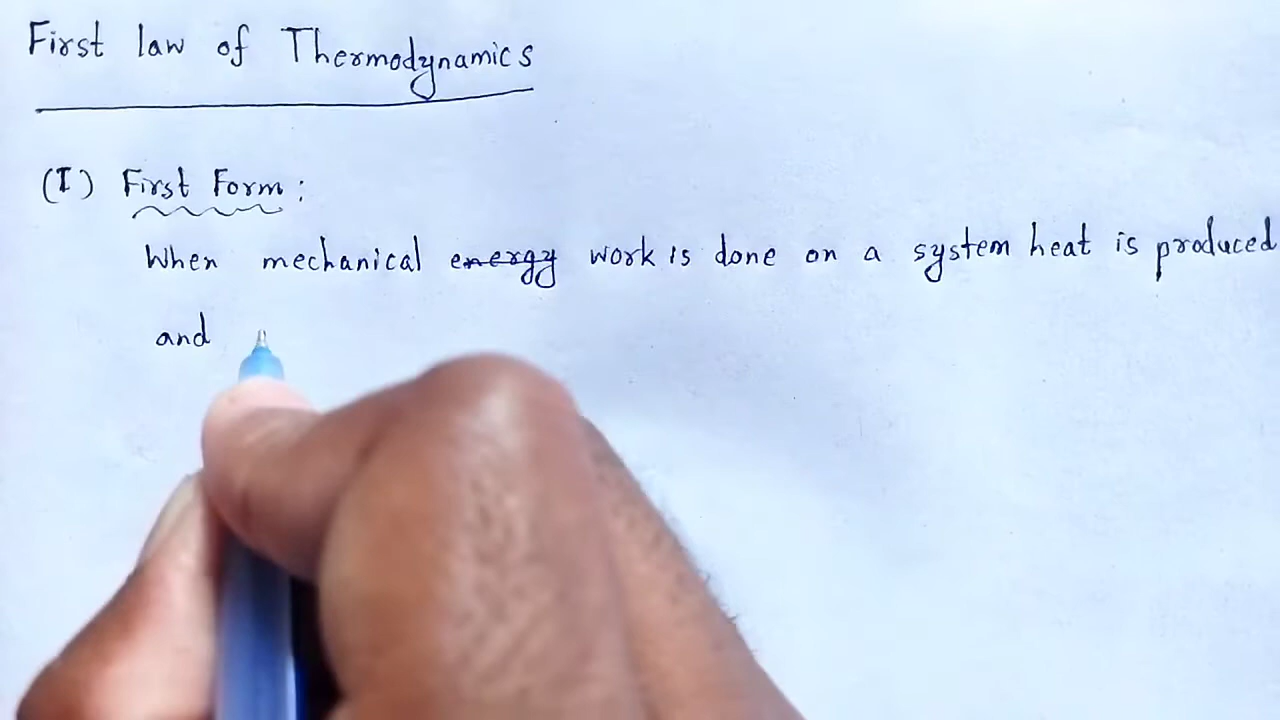 First law of Thermodynamics
(I) First Form:
When mechanical energy work is done on a system heat is produced
and